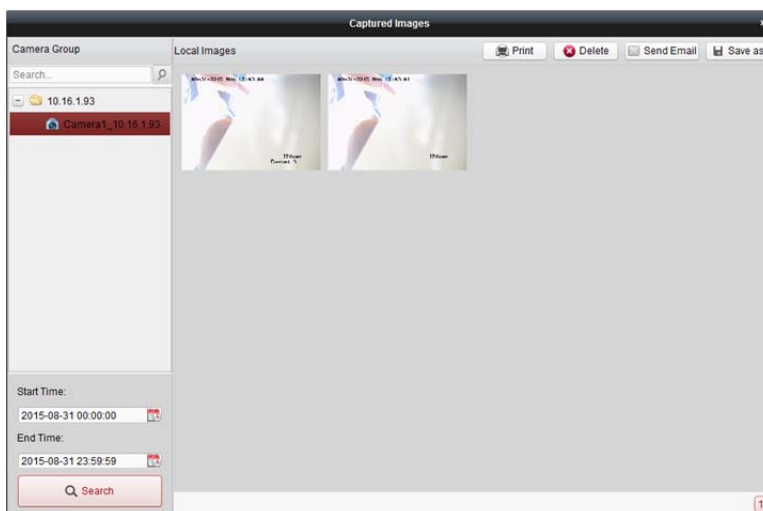 Captured Images
×
Camera Group
Local Images
Print
Delete
Send Email
Save as
Search...
10.16.1.93
Camera1_10.16.1.93
Start Time:
2015-08-31 00:00:00
End Time:
2015-08-31 23:59:59
Search
1